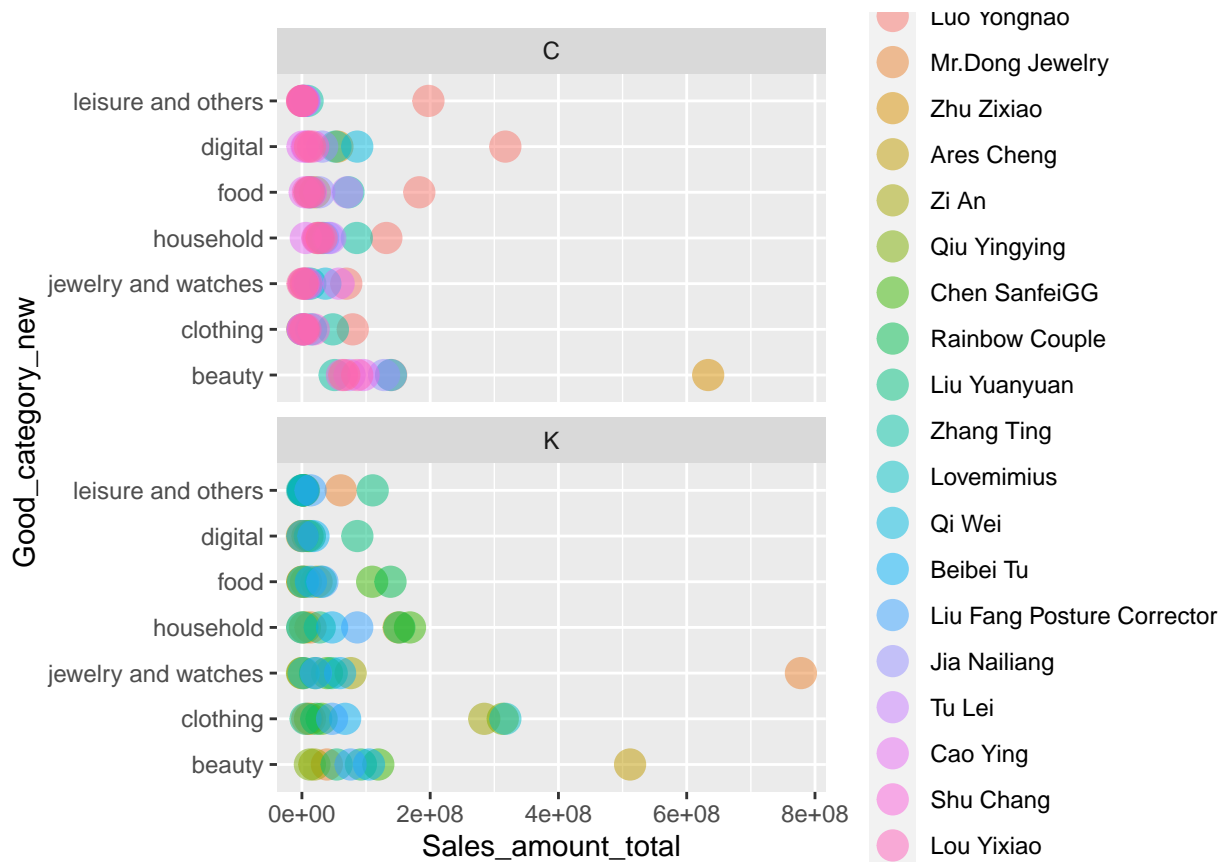 C
leisure and others
digital
food
household
jewelry and watches
clothing
beauty
K
leisure and others
digital
food
household
jewelry and watches
clothing
beauty
0e+00 2e+08 4e+08 6e+08 8e+08
Sales_amount_total
Good_category_new
Luo Yonghao
Mr.Dong Jewelry
Zhu Zixiao
Ares Cheng
Zi An
Qiu Yingying
Chen SanfeiGG
Rainbow Couple
Liu Yuanyuan
Zhang Ting
Lovemimius
Qi Wei
Beibei Tu
Liu Fang Posture Corrector
Jia Nailiang
Tu Lei
Cao Ying
Shu Chang
Lou Yixiao